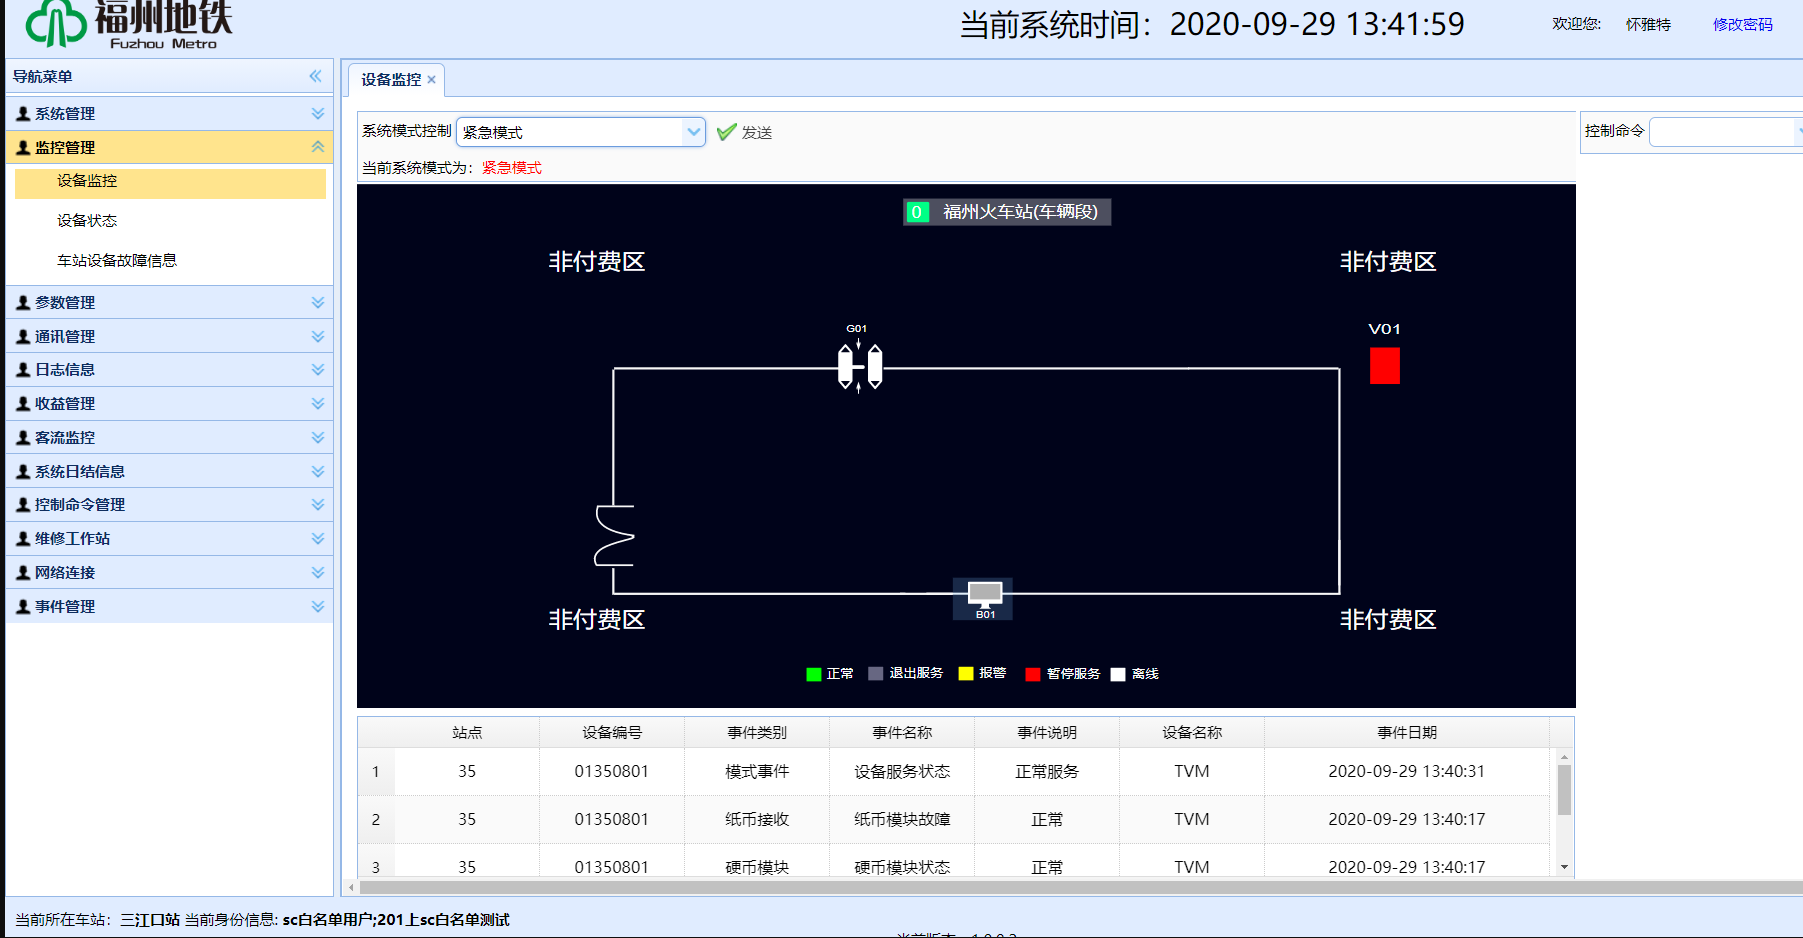 福州地铁
Fuzhou Metro
当前系统时间：2020-09-29 13:41:59
欢迎您: 怀雅特 修改密码
导航菜单
设备监控
系统管理
监控管理
设备监控
设备状态
车站设备故障信息
参数管理
通讯管理
日志信息
收益管理
客流监控
系统日结信息
控制命令管理
维修工作站
网络连接
事件管理
系统模式控制 紧急模式 发送
控制命令
当前系统模式为：紧急模式
0 福州火车站(车辆段)
非付费区 非付费区
G01
V01
B01
非付费区 非付费区
正常 退出服务 报警 暂停服务 离线
站点 设备编号 事件类别 事件名称 事件说明 设备名称 事件日期
1 35 01350801 模式事件 设备服务状态 正常服务 TVM 2020-09-29 13:40:31
2 35 01350801 纸币接收 纸币模块故障 正常 TVM 2020-09-29 13:40:17
3 35 01350801 硬币模块 硬币模块状态 正常 TVM 2020-09-29 13:40:17
当前所在车站：三江口站 当前身份信息: sc白名单用户;201上sc白名单测试